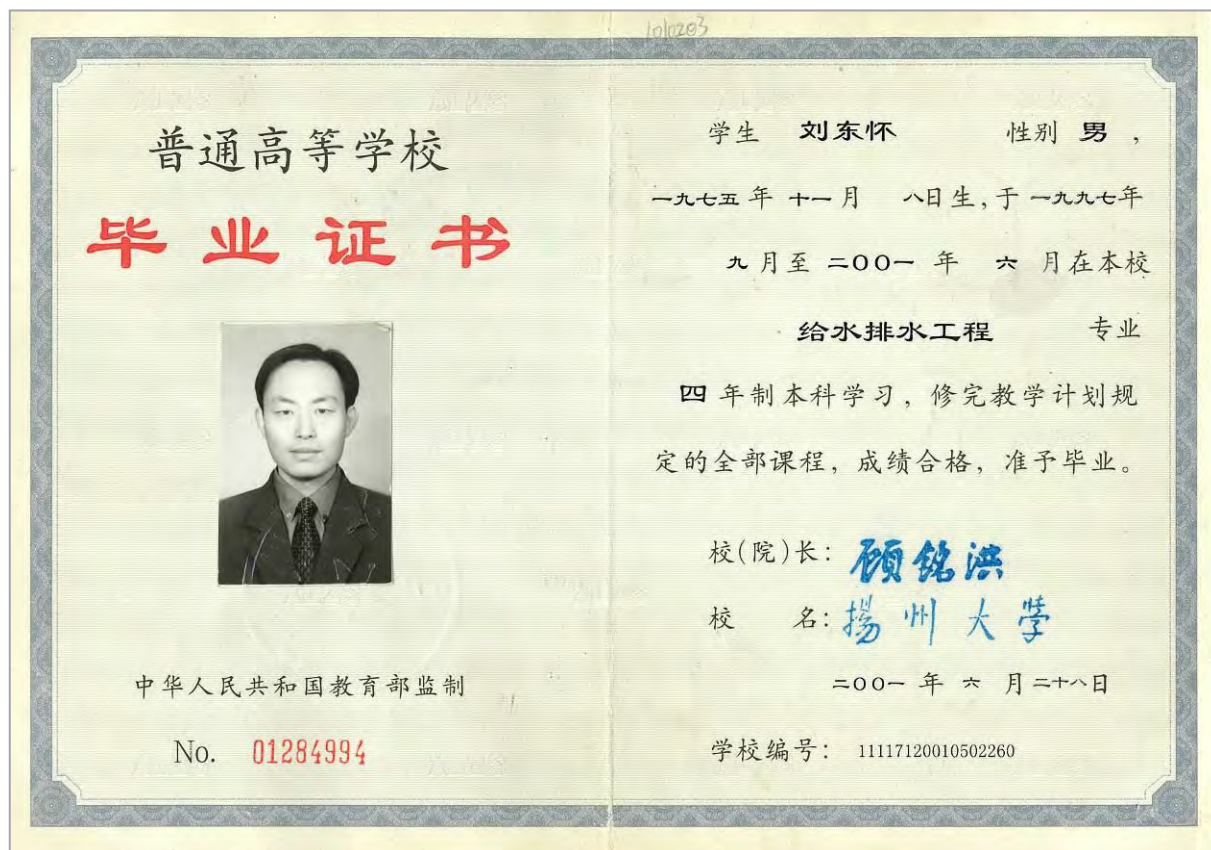 1010203
普通高等学校
毕业证书
中华人民共和国教育部监制
No. 01284994
学生 刘东怀 性别 男，
一九七五年 十一月 八日生，于 一九九七年
九月至 二〇〇一 年 六 月在本校
给水排水工程 专业
四 年制本科学习，修完教学计划规
定的全部课程，成绩合格，准予毕业。
校(院)长：顾铭洪
校 名：揚州大学
二〇〇一 年 六 月二十八日
学校编号：11117120010502260